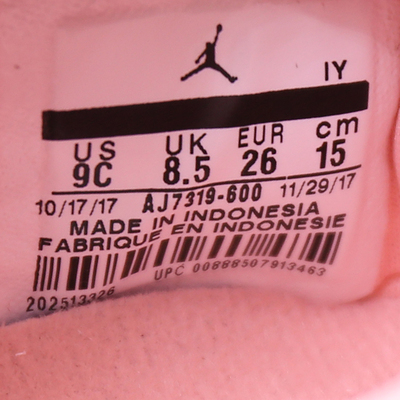 IY
US UK EUR cm
9C 8.5 26 15
10/17/17 AJ7319-600 11/29/17
MADE IN INDONESIA
FABRIQUE EN INDONESIE
UPC 00888507913463
202513326